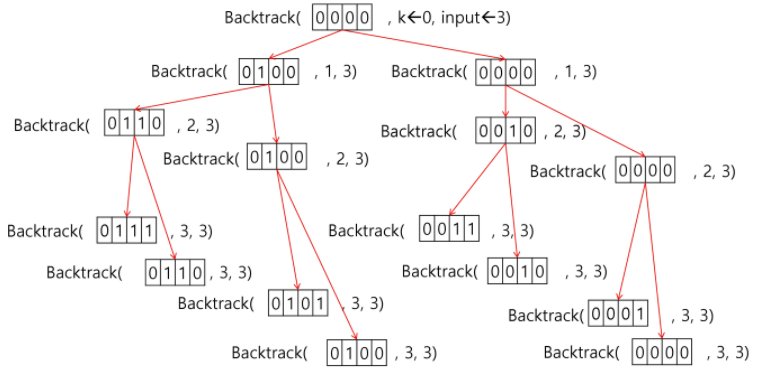 Backtrack( 0 0 0 0 , k←0, input←3)
Backtrack( 0 1 0 0 , 1, 3)
Backtrack( 0 0 0 0 , 1, 3)
Backtrack( 0 1 1 0 , 2, 3)
Backtrack( 0 0 1 0 , 2, 3)
Backtrack( 0 1 0 0 , 2, 3)
Backtrack( 0 0 0 0 , 2, 3)
Backtrack( 0 1 1 1 , 3, 3)
Backtrack( 0 0 1 1 , 3, 3)
Backtrack( 0 1 1 0 , 3, 3)
Backtrack( 0 0 1 0 , 3, 3)
Backtrack( 0 1 0 1 , 3, 3)
Backtrack( 0 0 0 1 , 3, 3)
Backtrack( 0 1 0 0 , 3, 3)
Backtrack( 0 0 0 0 , 3, 3)